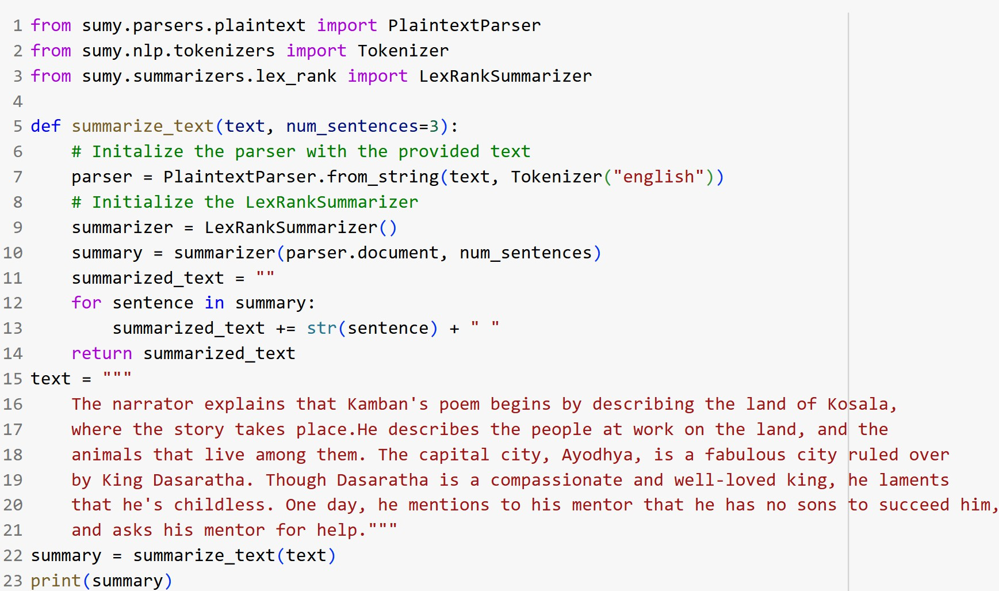 1 from sumy.parsers.plaintext import PlaintextParser
2 from sumy.nlp.tokenizers import Tokenizer
3 from sumy.summarizers.lex_rank import LexRankSummarizer
4
5 def summarize_text(text, num_sentences=3):
6     # Initalize the parser with the provided text
7     parser = PlaintextParser.from_string(text, Tokenizer("english"))
8     # Initialize the LexRankSummarizer
9     summarizer = LexRankSummarizer()
10     summary = summarizer(parser.document, num_sentences)
11     summarized_text = ""
12     for sentence in summary:
13         summarized_text += str(sentence) + " "
14     return summarized_text
15 text = """
16     The narrator explains that Kamban's poem begins by describing the land of Kosala,
17     where the story takes place.He describes the people at work on the land, and the
18     animals that live among them. The capital city, Ayodhya, is a fabulous city ruled over
19     by King Dasaratha. Though Dasaratha is a compassionate and well-loved king, he laments
20     that he's childless. One day, he mentions to his mentor that he has no sons to succeed him,
21     and asks his mentor for help."""
22 summary = summarize_text(text)
23 print(summary)